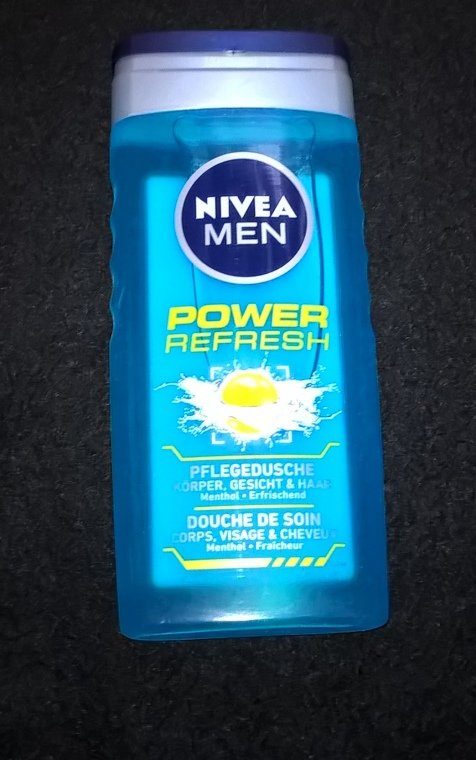 NIVEA
MEN
POWER
REFRESH
PFLEGEDUSCHE
KÖRPER, GESICHT & HAAR
Menthol • Erfrischend
DOUCHE DE SOIN
CORPS, VISAGE & CHEVEUX
Menthol • Fraîcheur